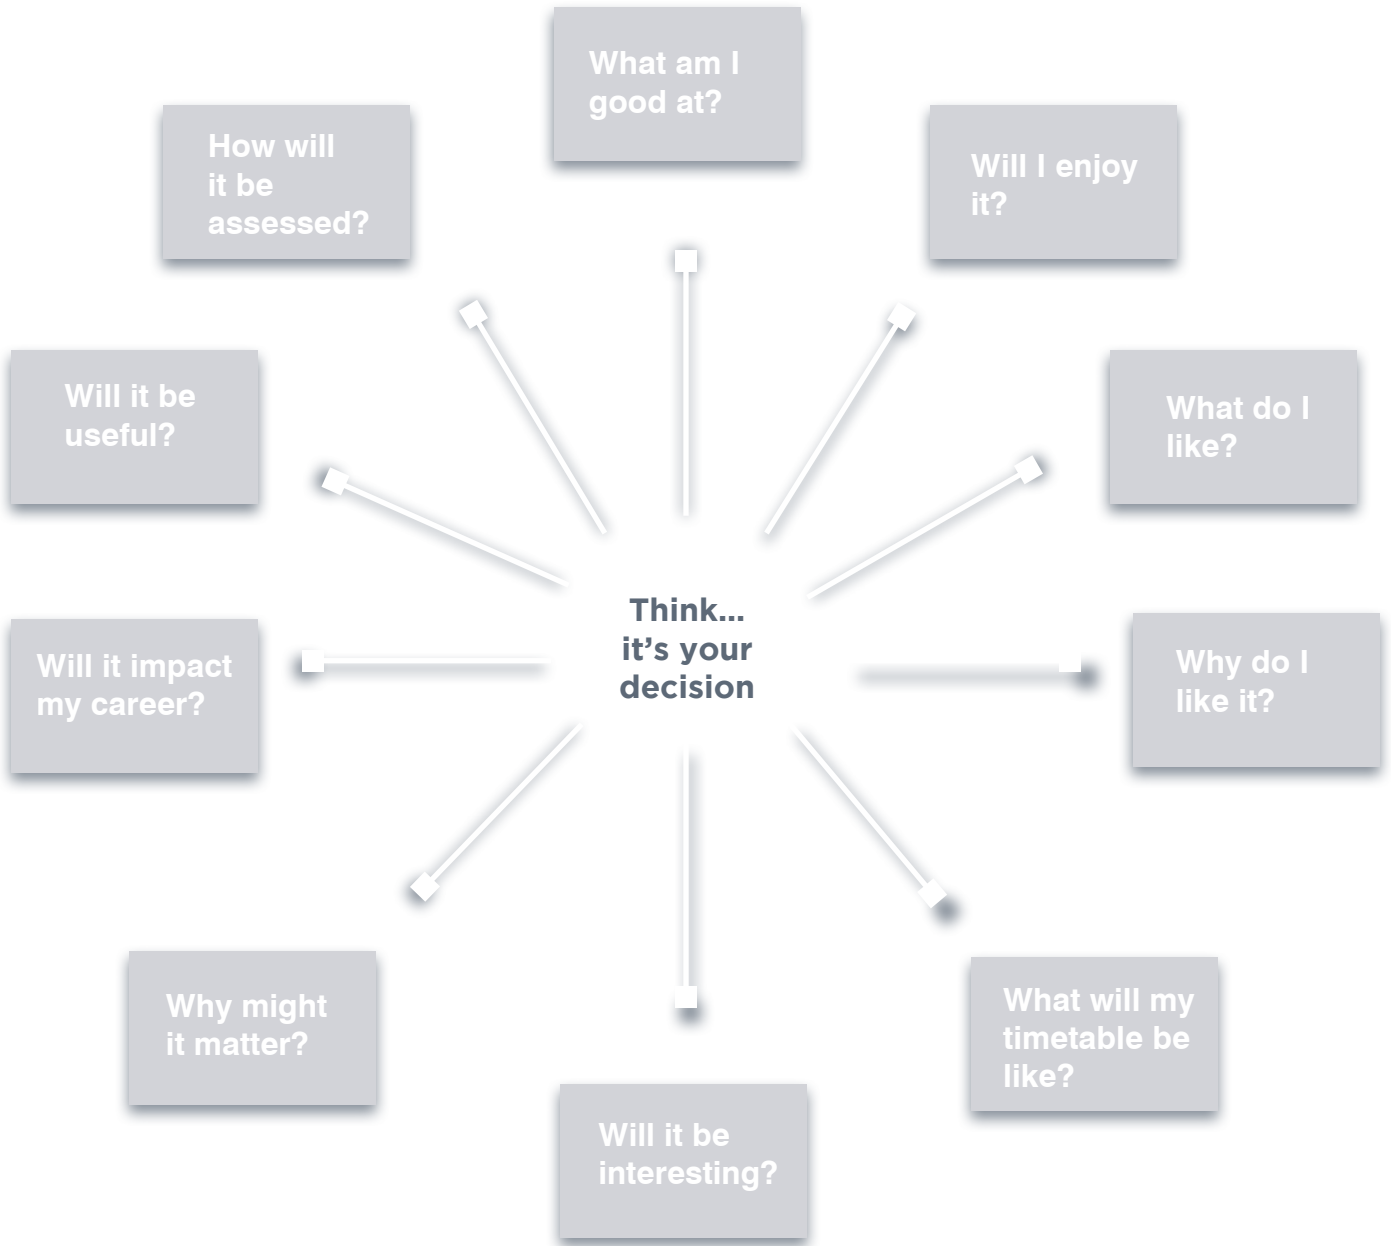 What am I
good at?
How will
it be
assessed?
Will I enjoy
it?
Will it be
useful?
What do I
like?
Think...
it's your
decision
Will it impact
my career?
Why do I
like it?
Why might
it matter?
What will my
timetable be
like?
Will it be
interesting?